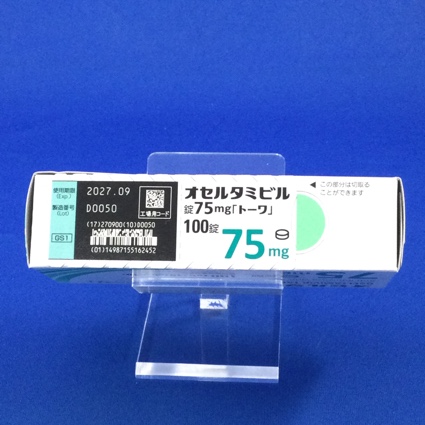 使用期限
(Exp.)
2027.09
製造番号
(Lot)
D0050
工場用コード
(17)270900(10)D0050
GS1
(01)14987155162452
オセルタミビル
錠75mg「トーワ」
100錠
75mg
◀ この部分は切取る
ことができます
75